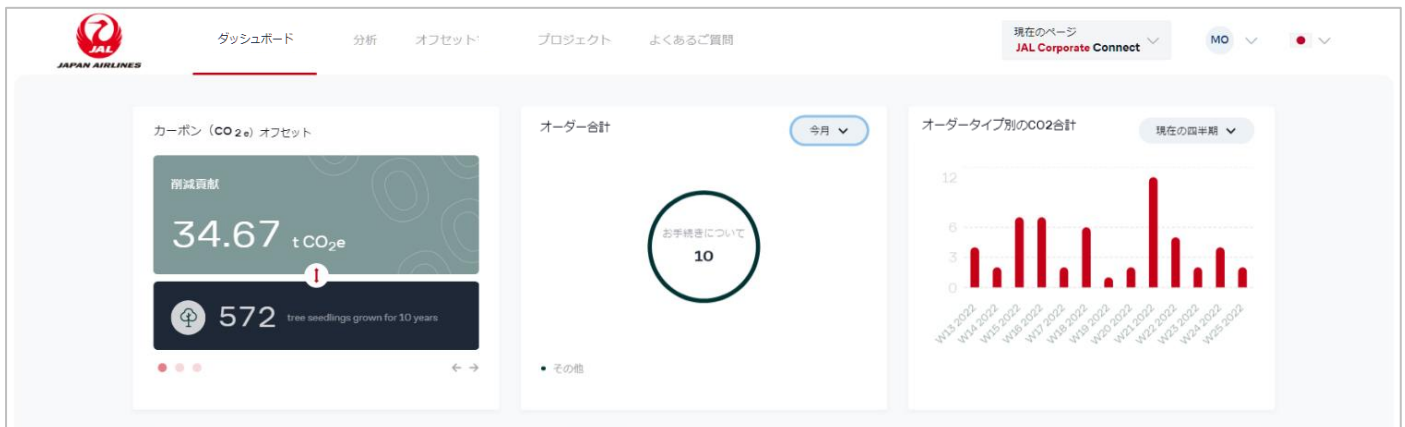 JAL
JAPAN AIRLINES
ダッシュボード
分析
オフセット
プロジェクト
よくあるご質問
現在のページ
JAL Corporate Connect
MO
カーボン（CO2e）オフセット
削減貢献
34.67 tCO2e
572 tree seedlings grown for 10 years
オーダー合計
今月
お手続きについて
10
その他
オーダータイプ別のCO2合計
現在の四半期
12
6
3
0
W13 2022
W14 2022
W15 2022
W16 2022
W17 2022
W18 2022
W19 2022
W20 2022
W21 2022
W22 2022
W23 2022
W24 2022
W25 2022